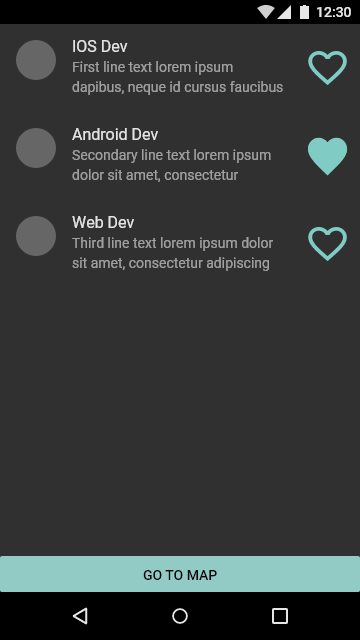 12:30
IOS Dev
First line text lorem ipsum
dapibus, neque id cursus faucibus
Android Dev
Secondary line text lorem ipsum
dolor sit amet, consectetur
Web Dev
Third line text lorem ipsum dolor
sit amet, consectetur adipiscing
GO TO MAP